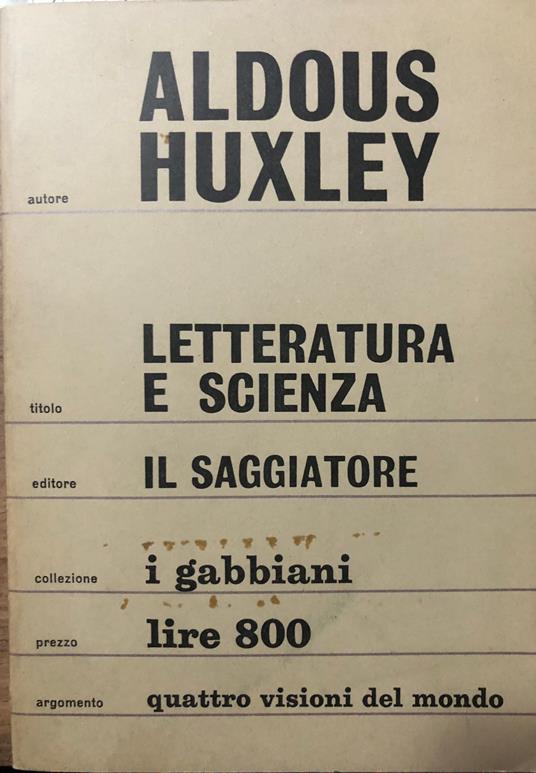 ALDOUS
autore HUXLEY
LETTERATURA
titolo E SCIENZA
editore IL SAGGIATORE
collezione i gabbiani
prezzo lire 800
argomento quattro visioni del mondo